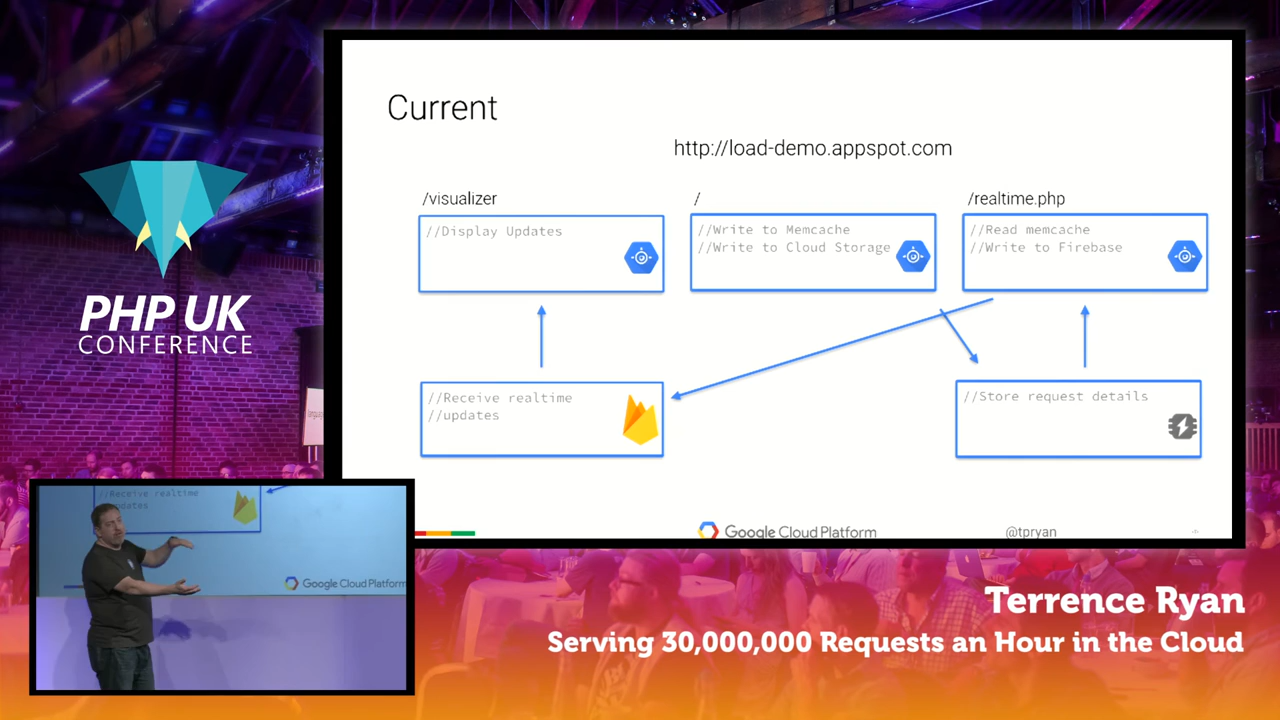 Current
http://load-demo.appspot.com
/visualizer
//Display Updates
/
//Write to Memcache
//Write to Cloud Storage
/realtime.php
//Read memcache
//Write to Firebase
//Receive realtime
//updates
//Store request details
Google Cloud Platform
@tpryan
PHP UK
CONFERENCE
//Receive realtime
updates
Google Cloud Platform
Terrence Ryan
Serving 30,000,000 Requests an Hour in the Cloud